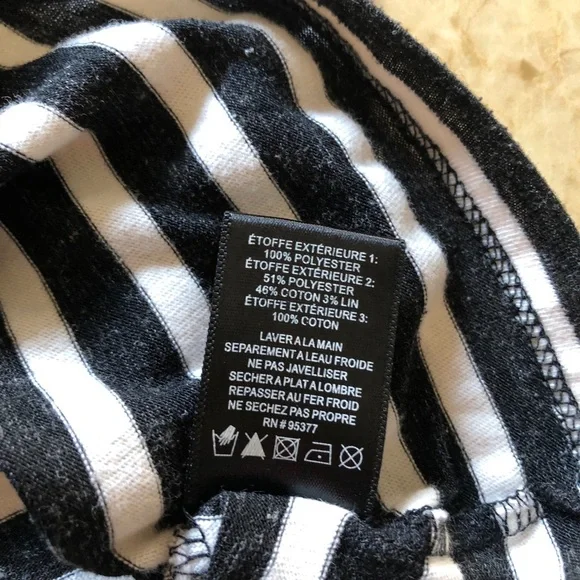 ÉTOFFE EXTÉRIEURE 1:
100% POLYESTER
ÉTOFFE EXTÉRIEURE 2:
51% POLYESTER
46% COTON 3% LIN
ÉTOFFE EXTÉRIEURE 3:
100% COTON
LAVER A LA MAIN
SEPAREMENT A LEAU FROIDE
NE PAS JAVELLISER
SECHER A PLAT A LOMBRE
REPASSER AU FER FROID
NE SECHEZ PAS PROPRE
RN # 95377